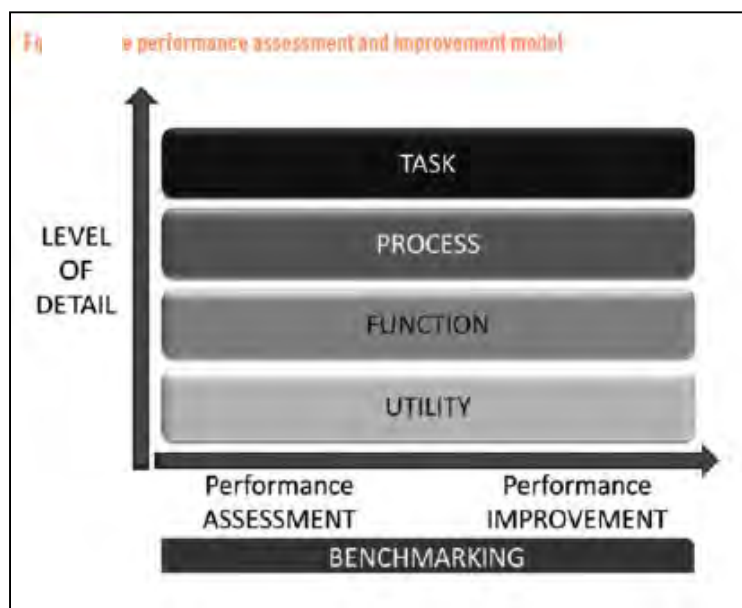 performance assessment and improvement model
TASK
PROCESS
FUNCTION
UTILITY
LEVEL
OF
DETAIL
Performance
ASSESSMENT
Performance
IMPROVEMENT
BENCHMARKING